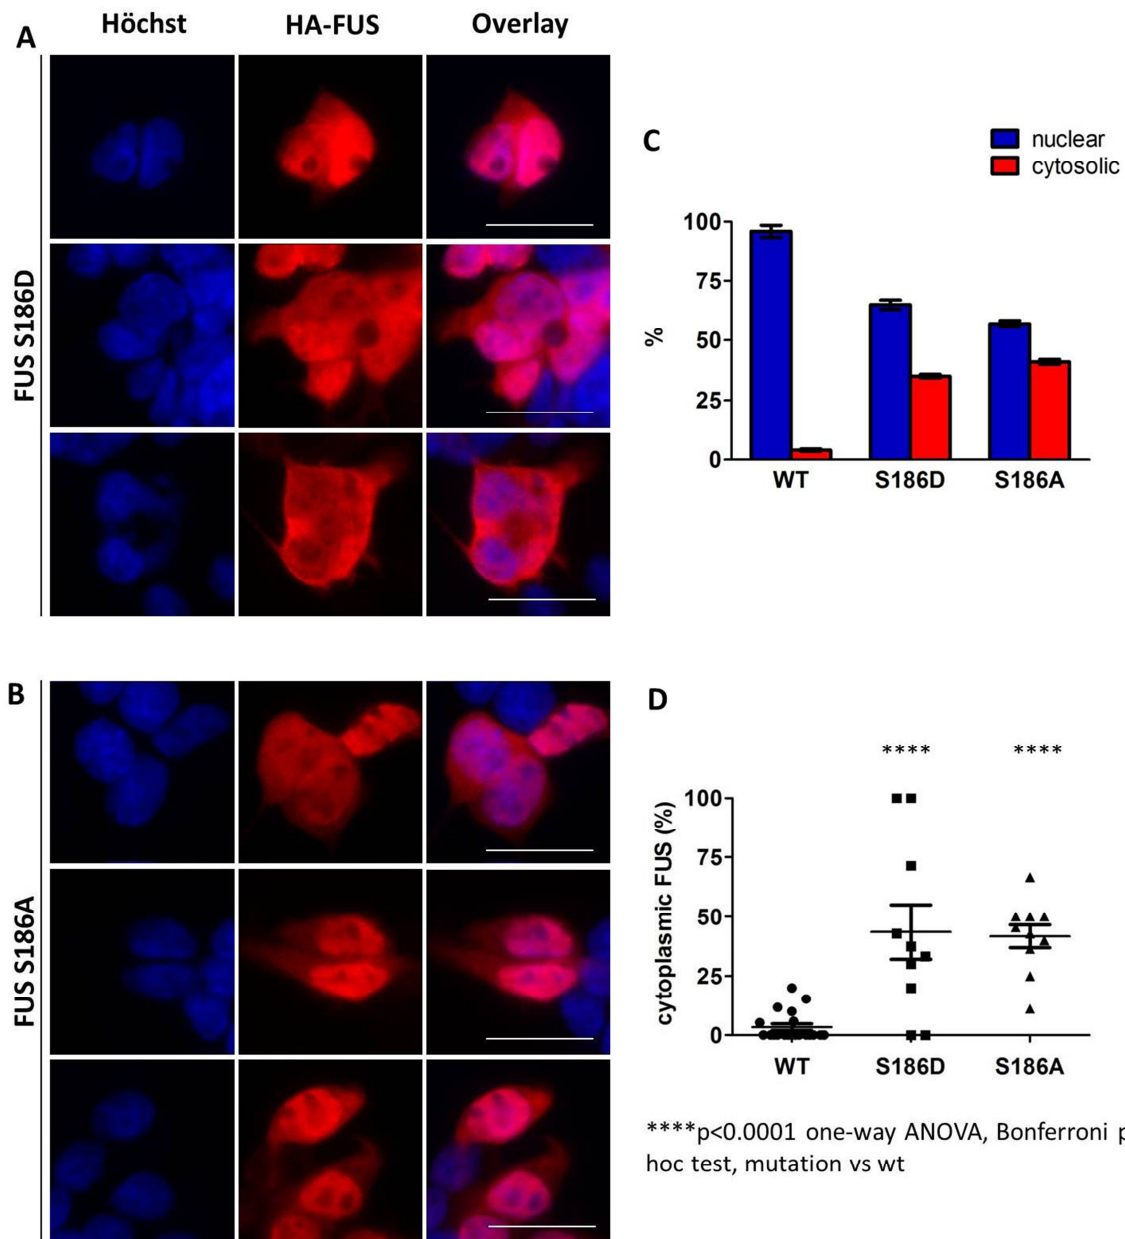 A
Höchst
HA-FUS
Overlay
FUS S186D
B
FUS S186A
C
nuclear
cytosolic
100
75
50
25
0
%
WT
S186D
S186A
D
**** ****
100
75
50
25
0
cytoplasmic FUS (%)
WT
S186D
S186A
****p<0.0001 one-way ANOVA, Bonferroni p
hoc test, mutation vs wt